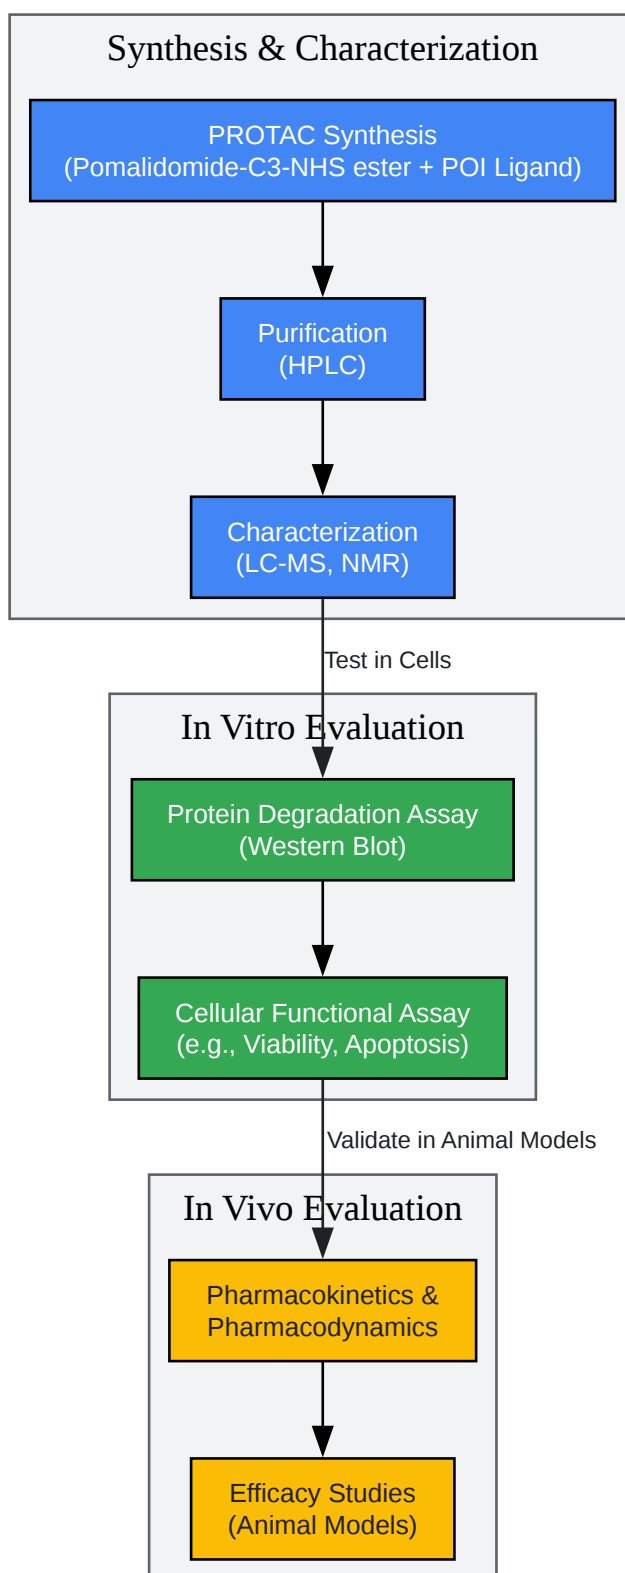 Synthesis & Characterization
PROTAC Synthesis
(Pomalidomide-C3-NHS ester + POI Ligand)
Purification
(HPLC)
Characterization
(LC-MS, NMR)
Test in Cells
In Vitro Evaluation
Protein Degradation Assay
(Western Blot)
Cellular Functional Assay
(e.g., Viability, Apoptosis)
Validate in Animal Models
In Vivo Evaluation
Pharmacokinetics &
Pharmacodynamics
Efficacy Studies
(Animal Models)